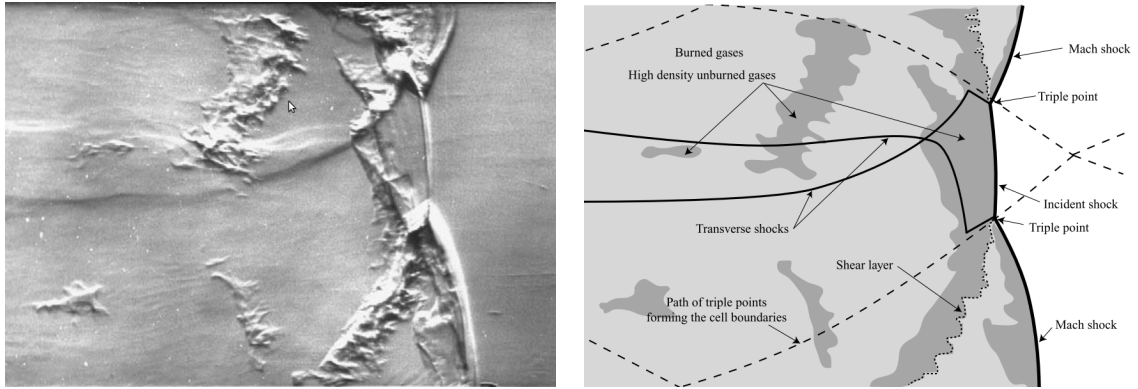 Burned gases
High density unburned gases
Mach shock
Triple point
Incident shock
Triple point
Transverse shocks
Shear layer
Path of triple points
forming the cell boundaries
Mach shock